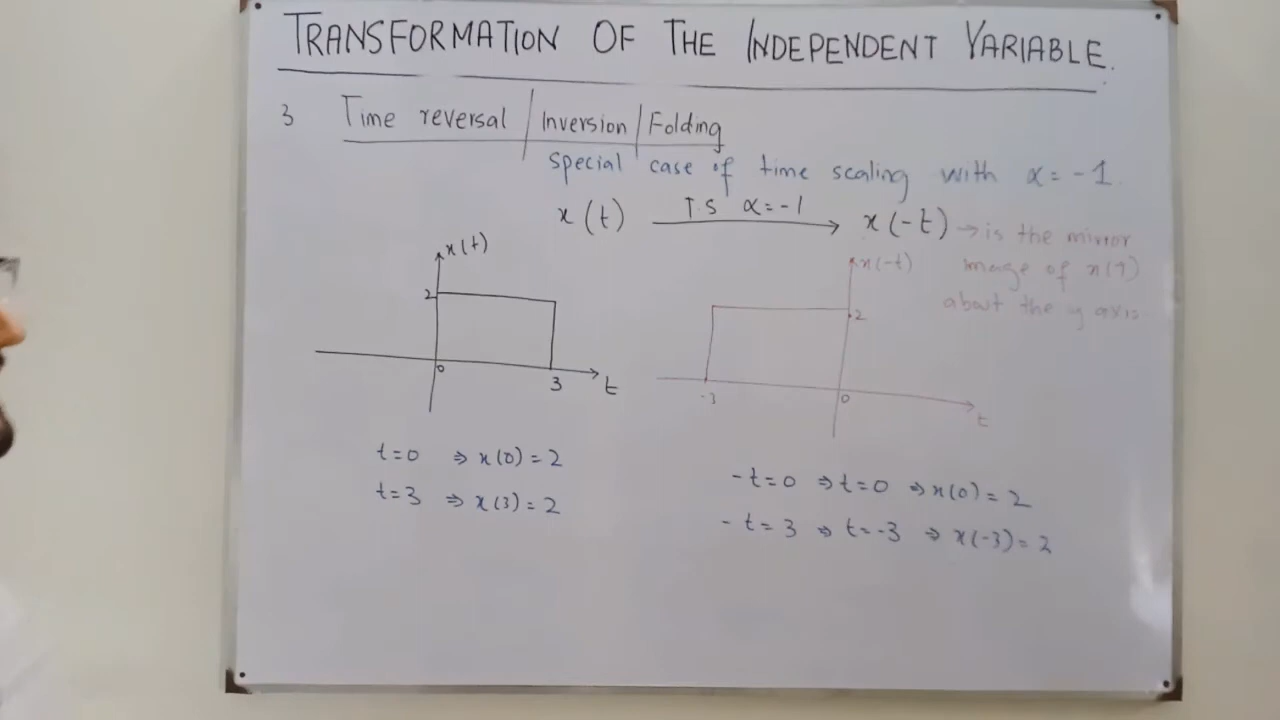 TRANSFORMATION OF THE INDEPENDENT VARIABLE.
3 Time reversal / Inversion / Folding
Special case of time scaling with α = -1.
x(t) T.S α = -1 → x(-t) → is the mirror
image of x(t)
about the y axis
x(t)
2
0
3
t
x(-t)
2
-3
0
t
t=0 ⇒ x(0) = 2
t=3 ⇒ x(3) = 2
-t=0 ⇒ t=0 ⇒ x(0) = 2
-t=3 ⇒ t=-3 ⇒ x(-3) = 2